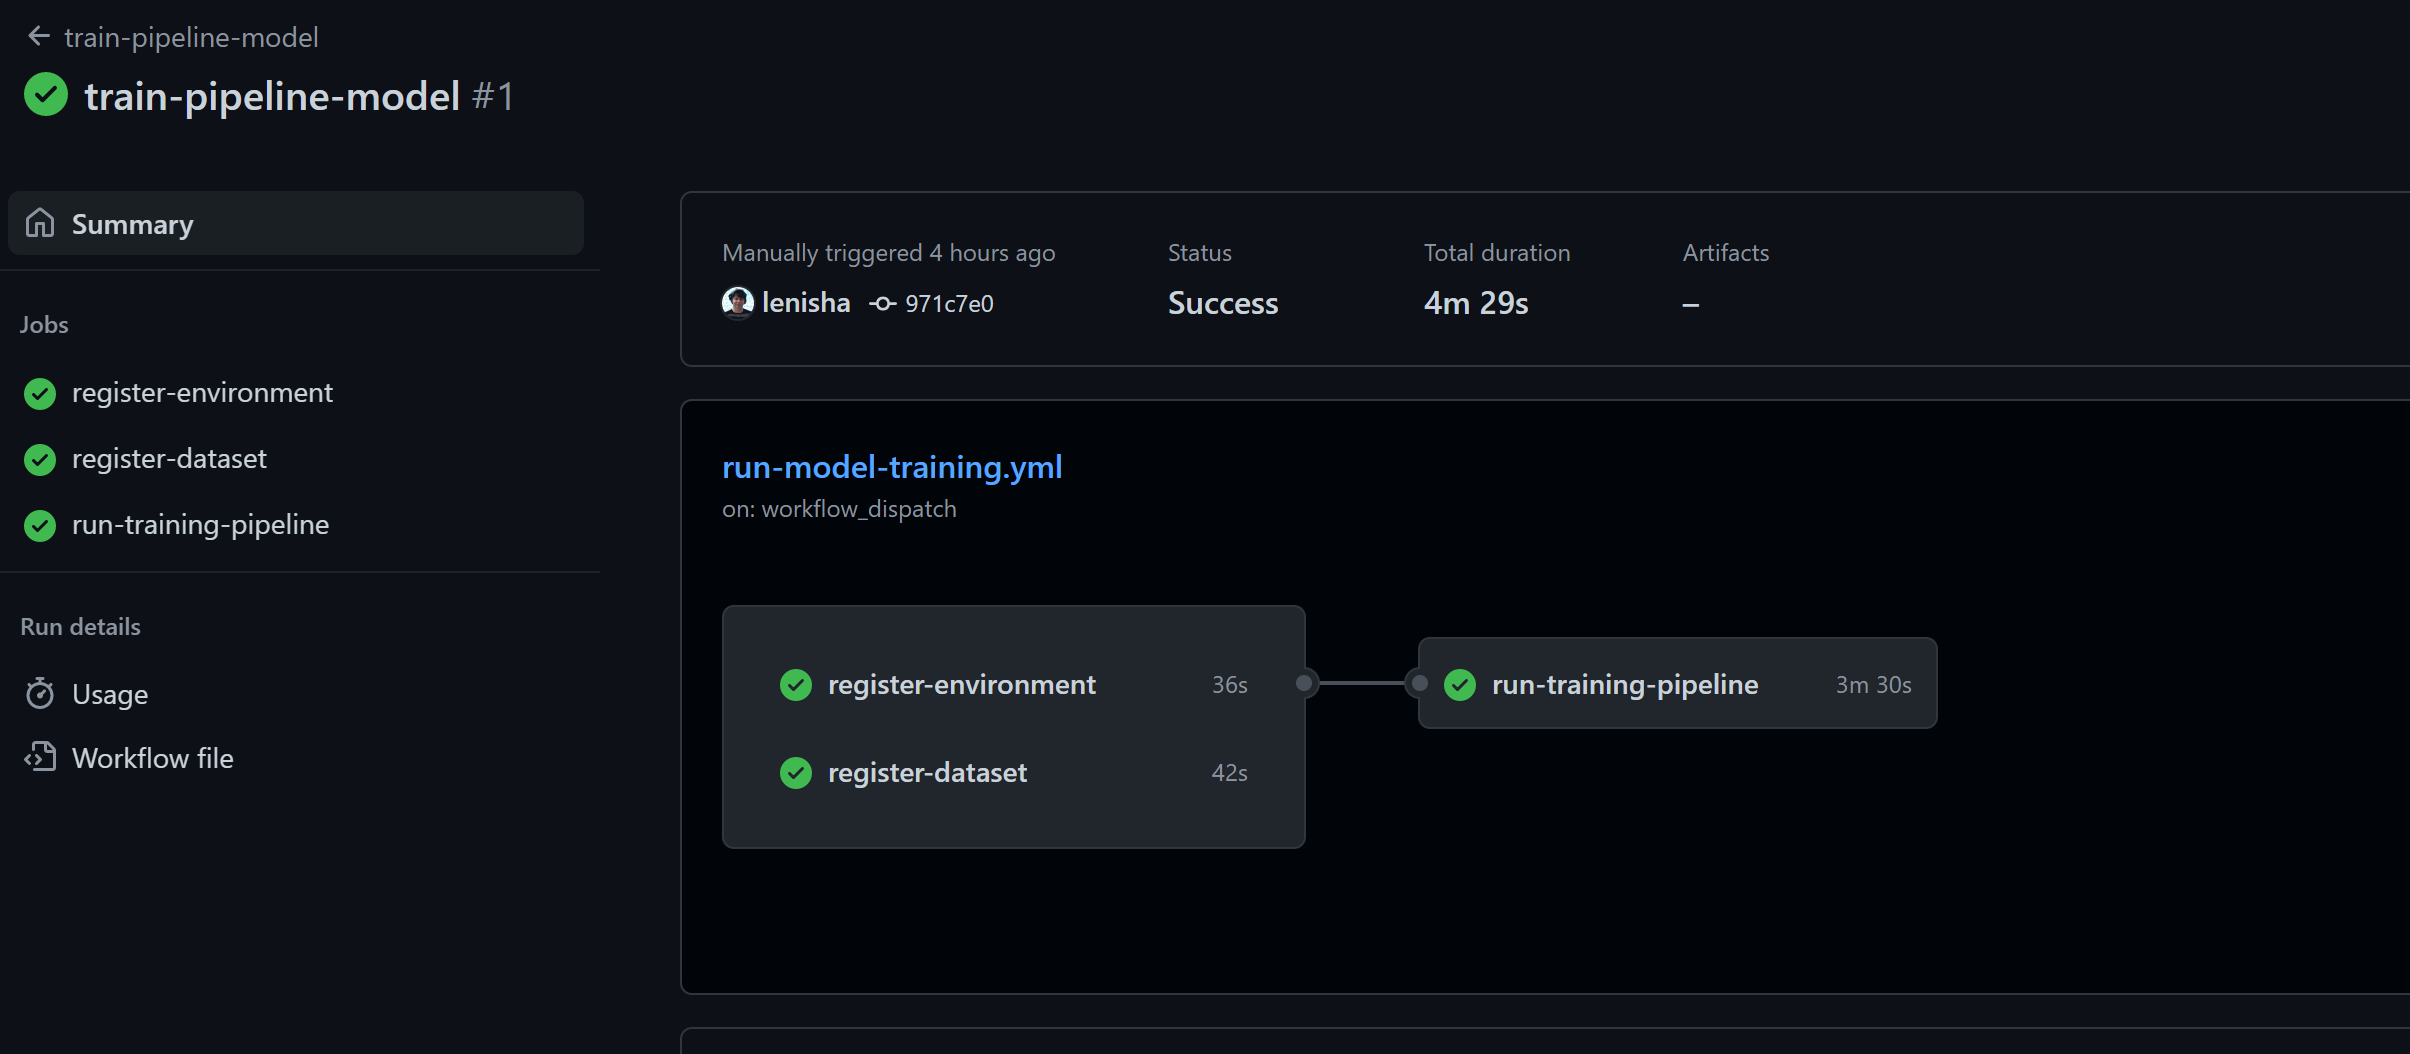 train-pipeline-model
train-pipeline-model #1
Summary
Jobs
register-environment
register-dataset
run-training-pipeline
Run details
Usage
Workflow file
Manually triggered 4 hours ago
lenisha 971c7e0
Status
Success
Total duration
4m 29s
Artifacts
–
run-model-training.yml
on: workflow_dispatch
register-environment 36s
register-dataset 42s
run-training-pipeline 3m 30s